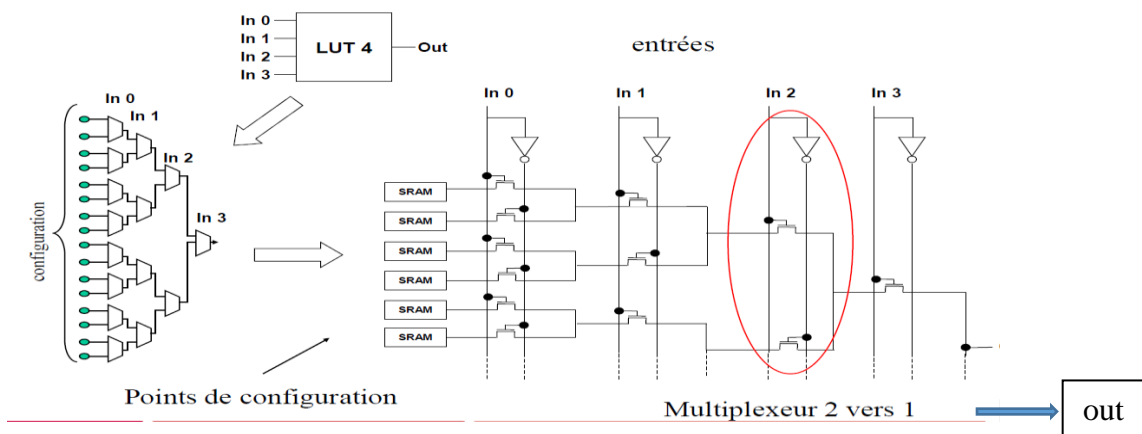 In 0
In 1
In 2
In 3
LUT 4
Out
entrées
In 0
In 1
In 2
In 3
configuration
In 0
In 1
In 2
In 3
SRAM
SRAM
SRAM
SRAM
SRAM
SRAM
Points de configuration
Multiplexeur 2 vers 1
out